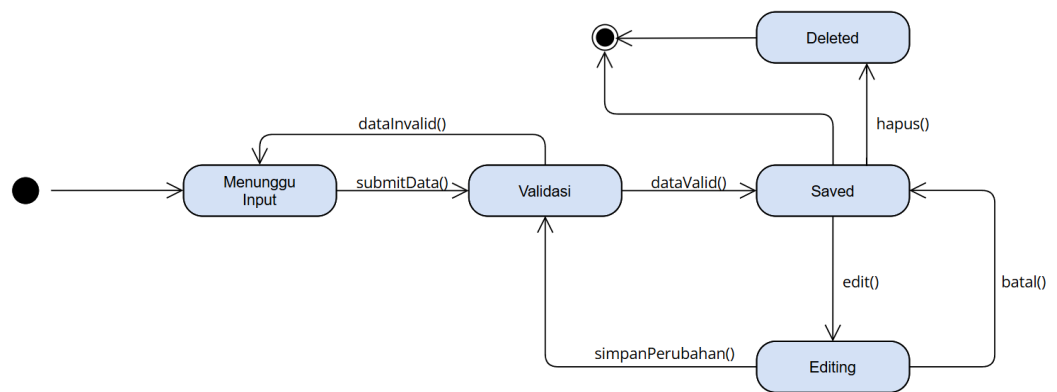 Deleted
dataInvalid()
hapus()
Menunggu
Input
submitData()
Validasi
dataValid()
Saved
edit()
batal()
simpanPerubahan()
Editing